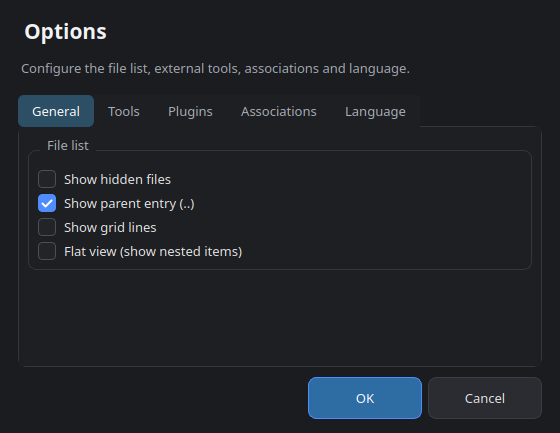 Options
Configure the file list, external tools, associations and language.
General Tools Plugins Associations Language
File list
Show hidden files
Show parent entry (..)
Show grid lines
Flat view (show nested items)
OK Cancel